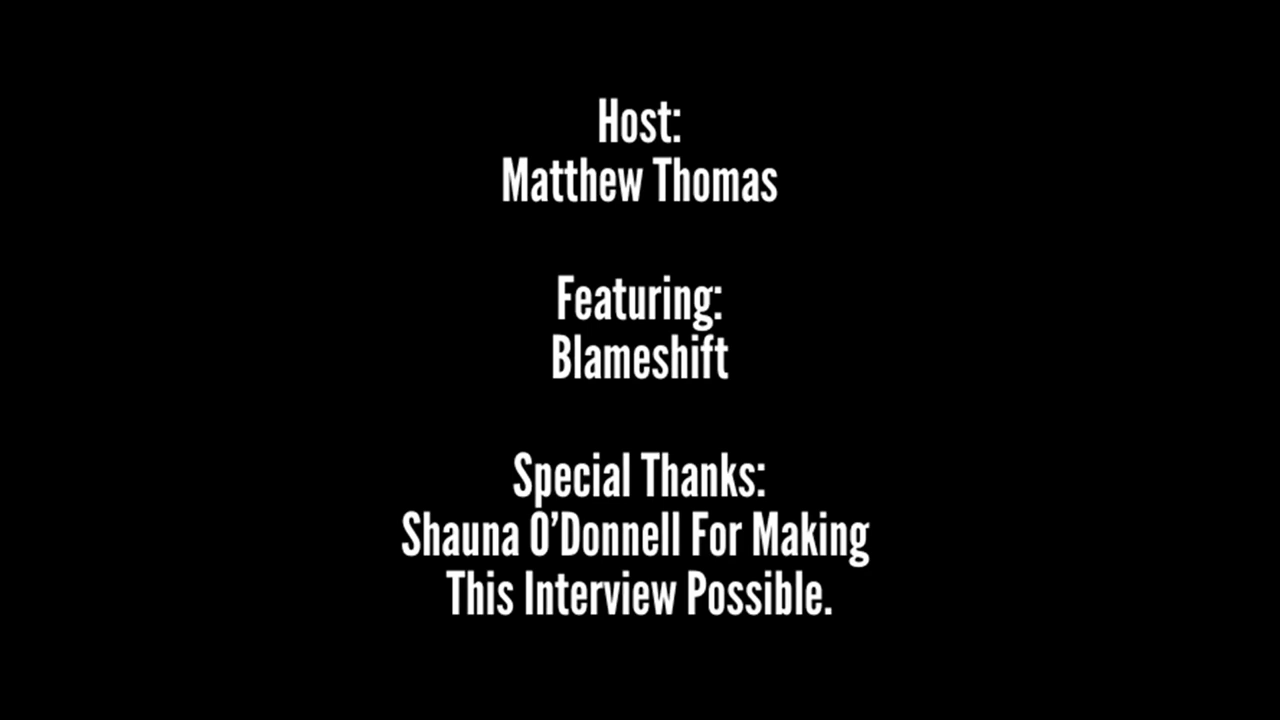 Host:
Matthew Thomas
Featuring:
Blameshift
Special Thanks:
Shauna O’Donnell For Making
This Interview Possible.